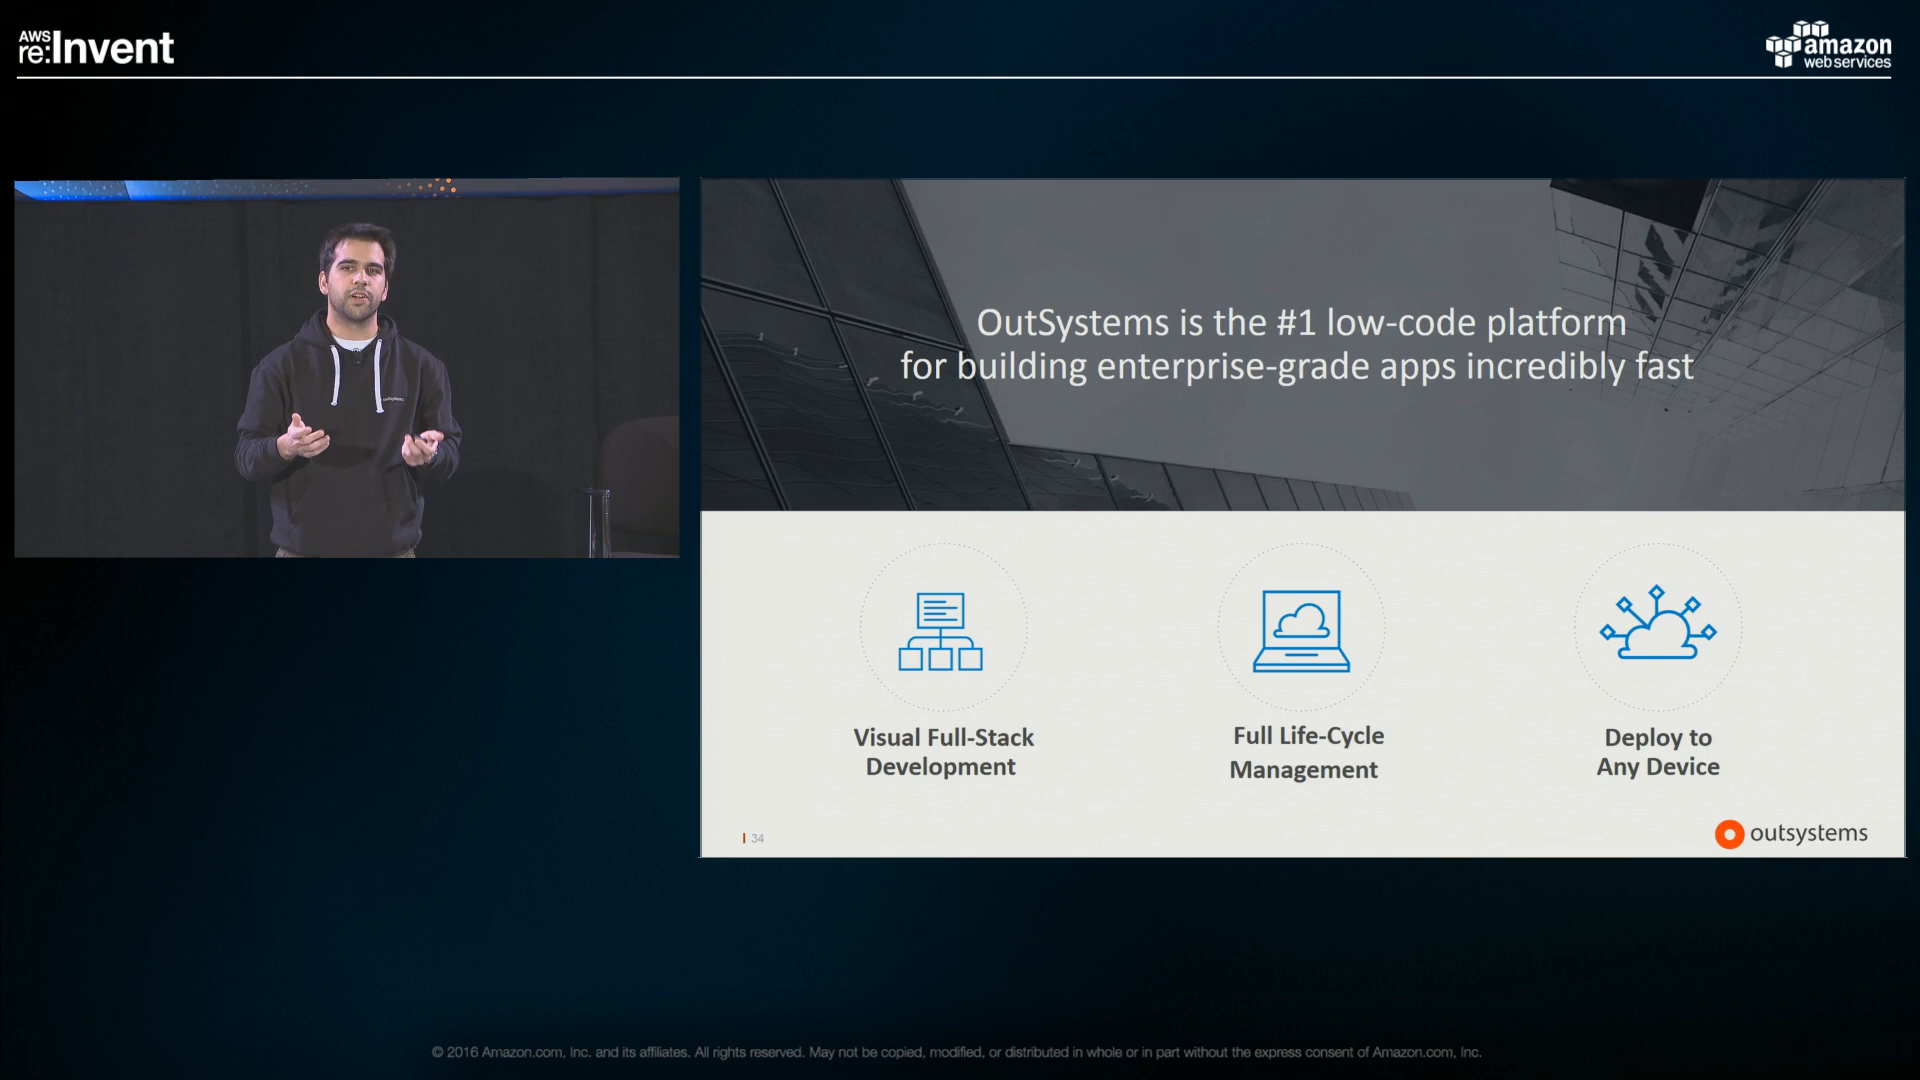 AWS
re:Invent
amazon
web services
OutSystems is the #1 low-code platform
for building enterprise-grade apps incredibly fast
Visual Full-Stack
Development
Full Life-Cycle
Management
Deploy to
Any Device
34
outsystems
© 2016 Amazon.com, Inc. and its affiliates. All rights reserved. May not be copied, modified, or distributed in whole or in part without the express consent of Amazon.com, Inc.